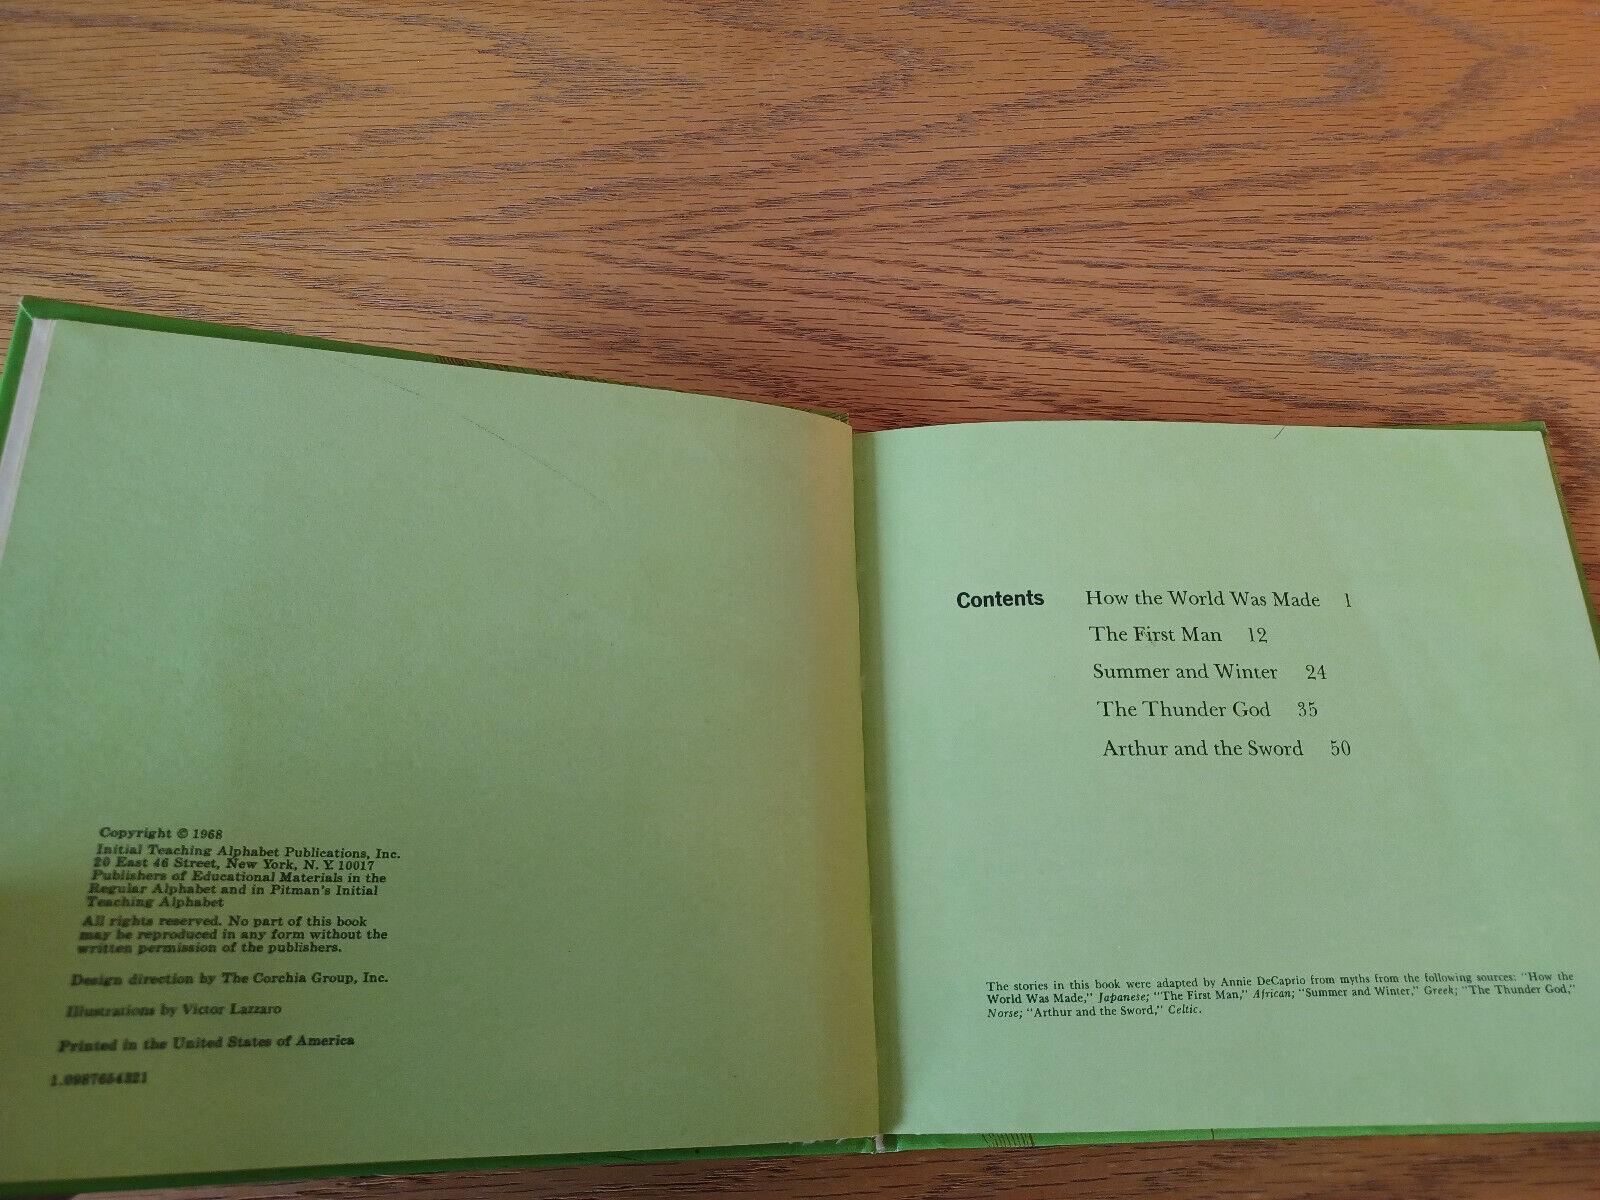 Copyright © 1968
Initial Teaching Alphabet Publications, Inc.
20 East 46 Street, New York, N. Y. 10017
Publishers of Educational Materials in the
Regular Alphabet and in Pitman's Initial
Teaching Alphabet
All rights reserved. No part of this book
may be reproduced in any form without the
written permission of the publishers.
Design direction by The Corchia Group, Inc.
Illustrations by Victor Lazzaro
Printed in the United States of America
1.0987654321
Contents How the World Was Made 1
The First Man 12
Summer and Winter 24
The Thunder God 35
Arthur and the Sword 50
The stories in this book were adapted by Annie DeCaprio from myths from the following sources: "How the
World Was Made," Japanese; "The First Man," African; "Summer and Winter," Greek; "The Thunder God,"
Norse; "Arthur and the Sword," Celtic.